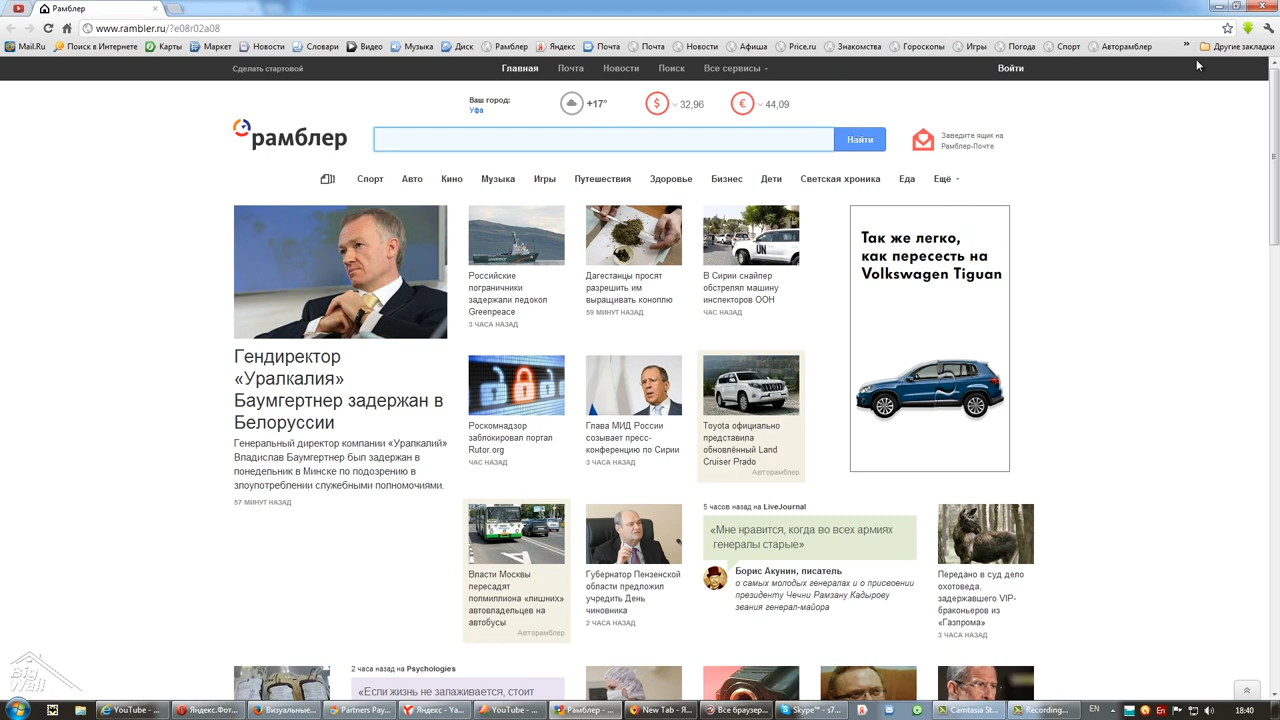 Рамблер
www.rambler.ru/?e08r02a08
Mail.Ru Поиск в Интернете Карты Маркет Новости Словари Видео Музыка Диск Рамблер Яндекс Почта Почта Новости Афиша Price.ru Знакомства Гороскопы Игры Погода Спорт Авторамблер » Другие закладки
Сделать стартовой Главная Почта Новости Поиск Все сервисы Войти
Ваш город:
Уфа
+17° $ 32,96 € 44,09
рамблер
Найти
Заведите ящик на
Рамблер-Почте
Спорт Авто Кино Музыка Игры Путешествия Здоровье Бизнес Дети Светская хроника Еда Ещё
Гендиректор
«Уралкалия»
Баумгертнер задержан в
Белоруссии
Генеральный директор компании «Уралкалий»
Владислав Баумгертнер был задержан в
понедельник в Минске по подозрению в
злоупотреблении служебными полномочиями.
57 МИНУТ НАЗАД
Российские
пограничники
задержали ледокол
Greenpeace
3 ЧАСА НАЗАД
Дагестанцы просят
разрешить им
выращивать коноплю
59 МИНУТ НАЗАД
UN
В Сирии снайпер
обстрелял машину
инспекторов ООН
ЧАС НАЗАД
Так же легко,
как пересесть на
Volkswagen Tiguan
Роскомнадзор
заблокировал портал
Rutor.org
ЧАС НАЗАД
Глава МИД России
созывает пресс-
конференцию по Сирии
3 ЧАСА НАЗАД
Toyota официально
представила
обновлённый Land
Cruiser Prado
Авторамблер
Власти Москвы
пересадят
полмиллиона «лишних»
автовладельцев на
автобусы
Авторамблер
Губернатор Пензенской
области предложил
учредить День
чиновника
2 ЧАСА НАЗАД
5 часов назад на LiveJournal
«Мне нравится, когда во всех армиях
генералы старые»
Борис Акунин, писатель
о самых молодых генералах и о присвоении
президенту Чечни Рамзану Кадырову
звания генерал-майора
Передано в суд дело
охотоведа,
задержавшего VIP-
браконьеров из
«Газпрома»
3 ЧАСА НАЗАД
2 часа назад на Psychologies
«Если жизнь не залаживается, стоит
Big
Wall
YouTube - ... Яндекс.Фот... Визуальные... Partners Pay... Яндекс - Ya... YouTube - ... Рамблер - ... New Tab - Я... Все браузер... Skype™ - s7... Camtasia St... Recording... EN En 18:40